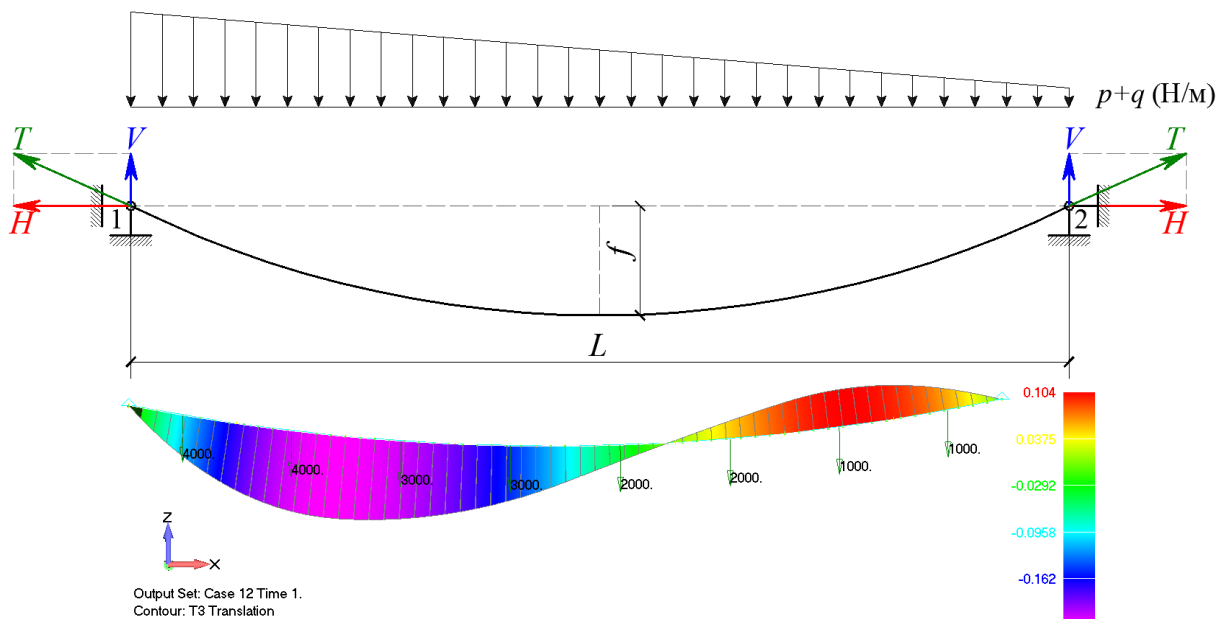 p+q (Н/м)
T V V T
H 1 2 H
f
L
0.104
0.0375
-0.0292
-0.0958
-0.162
4000. 4000. 3000. 3000. 2000. 2000. 1000. 1000.
Z
X
Output Set: Case 12 Time 1.
Contour: T3 Translation